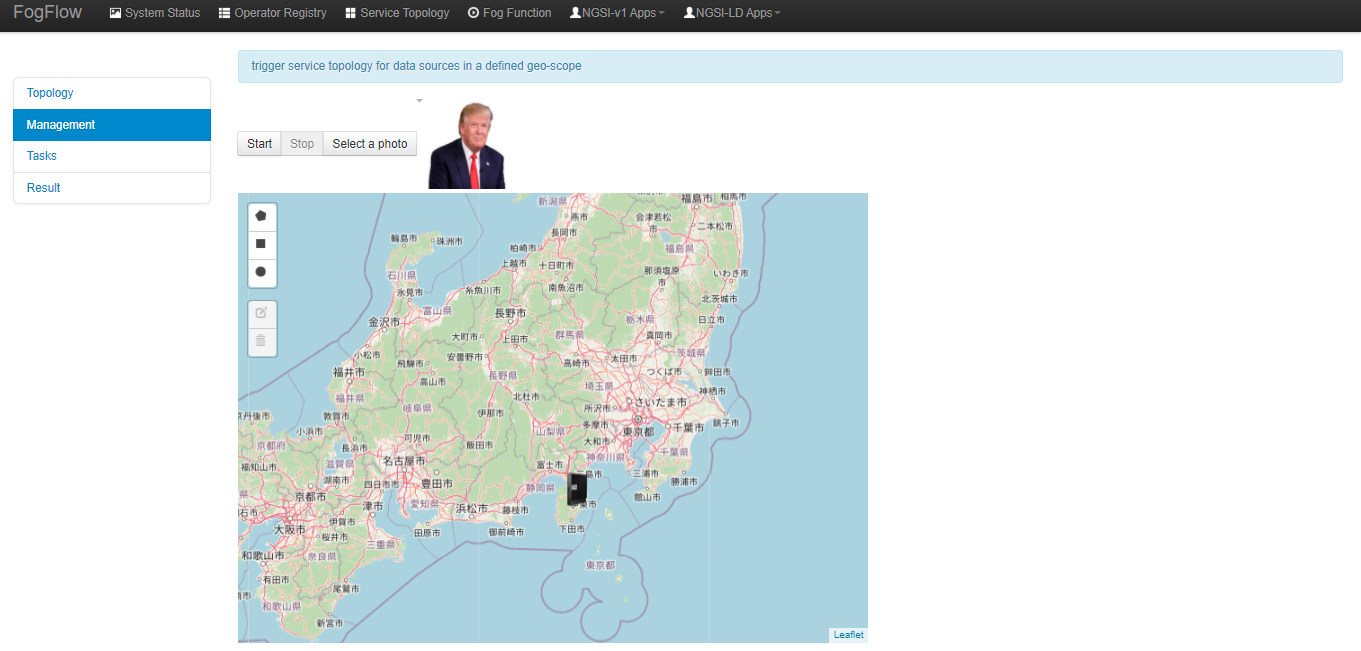 FogFlow System Status Operator Registry Service Topology Fog Function NGSI-v1 Apps NGSI-LD Apps
trigger service topology for data sources in a defined geo-scope
Topology
Management
Tasks
Result
Start Stop Select a photo
新潟県
福島市
相馬市
燕市
会津若松
市
二本松市
長岡市
輪島市
珠洲市
柏崎市
福島県
上越市
十日町市
那須塩原
市
いわき市
石川県
氷見市
糸魚川市
南魚沼市
北茨城市
富山県
長野市
金沢市
栃木県
日立市
大町市
上田市
群馬県
真岡市
小松市
飛騨市
安曇野市
高崎市
太田市
茨城県
福井市
高山市
長野県
つくば市
鉾田市
埼玉県
神栖市
福井県
岐阜県
北杜市
所沢市
さいたま市
京丹後市
敦賀市
伊那市
多摩市
東京都
千葉市
銚子市
小浜市
可児市
飯田市
山梨県
大和市
京都府
長浜市
神奈川県
千葉県
福知山市
滋賀県
名古屋市
富士市
三島市
三浦市
勝浦市
湖南市
四日市市
豊田市
静岡県
館山市
京都市
津市
愛知県
浜松市
藤枝市
伊東市
伊賀市
大阪市
桜井市
田原市
御前崎市
下田市
三重県
和歌山市
奈良県
東京都
有田市
尾鷲市
和歌山県
新宮市
Leaflet